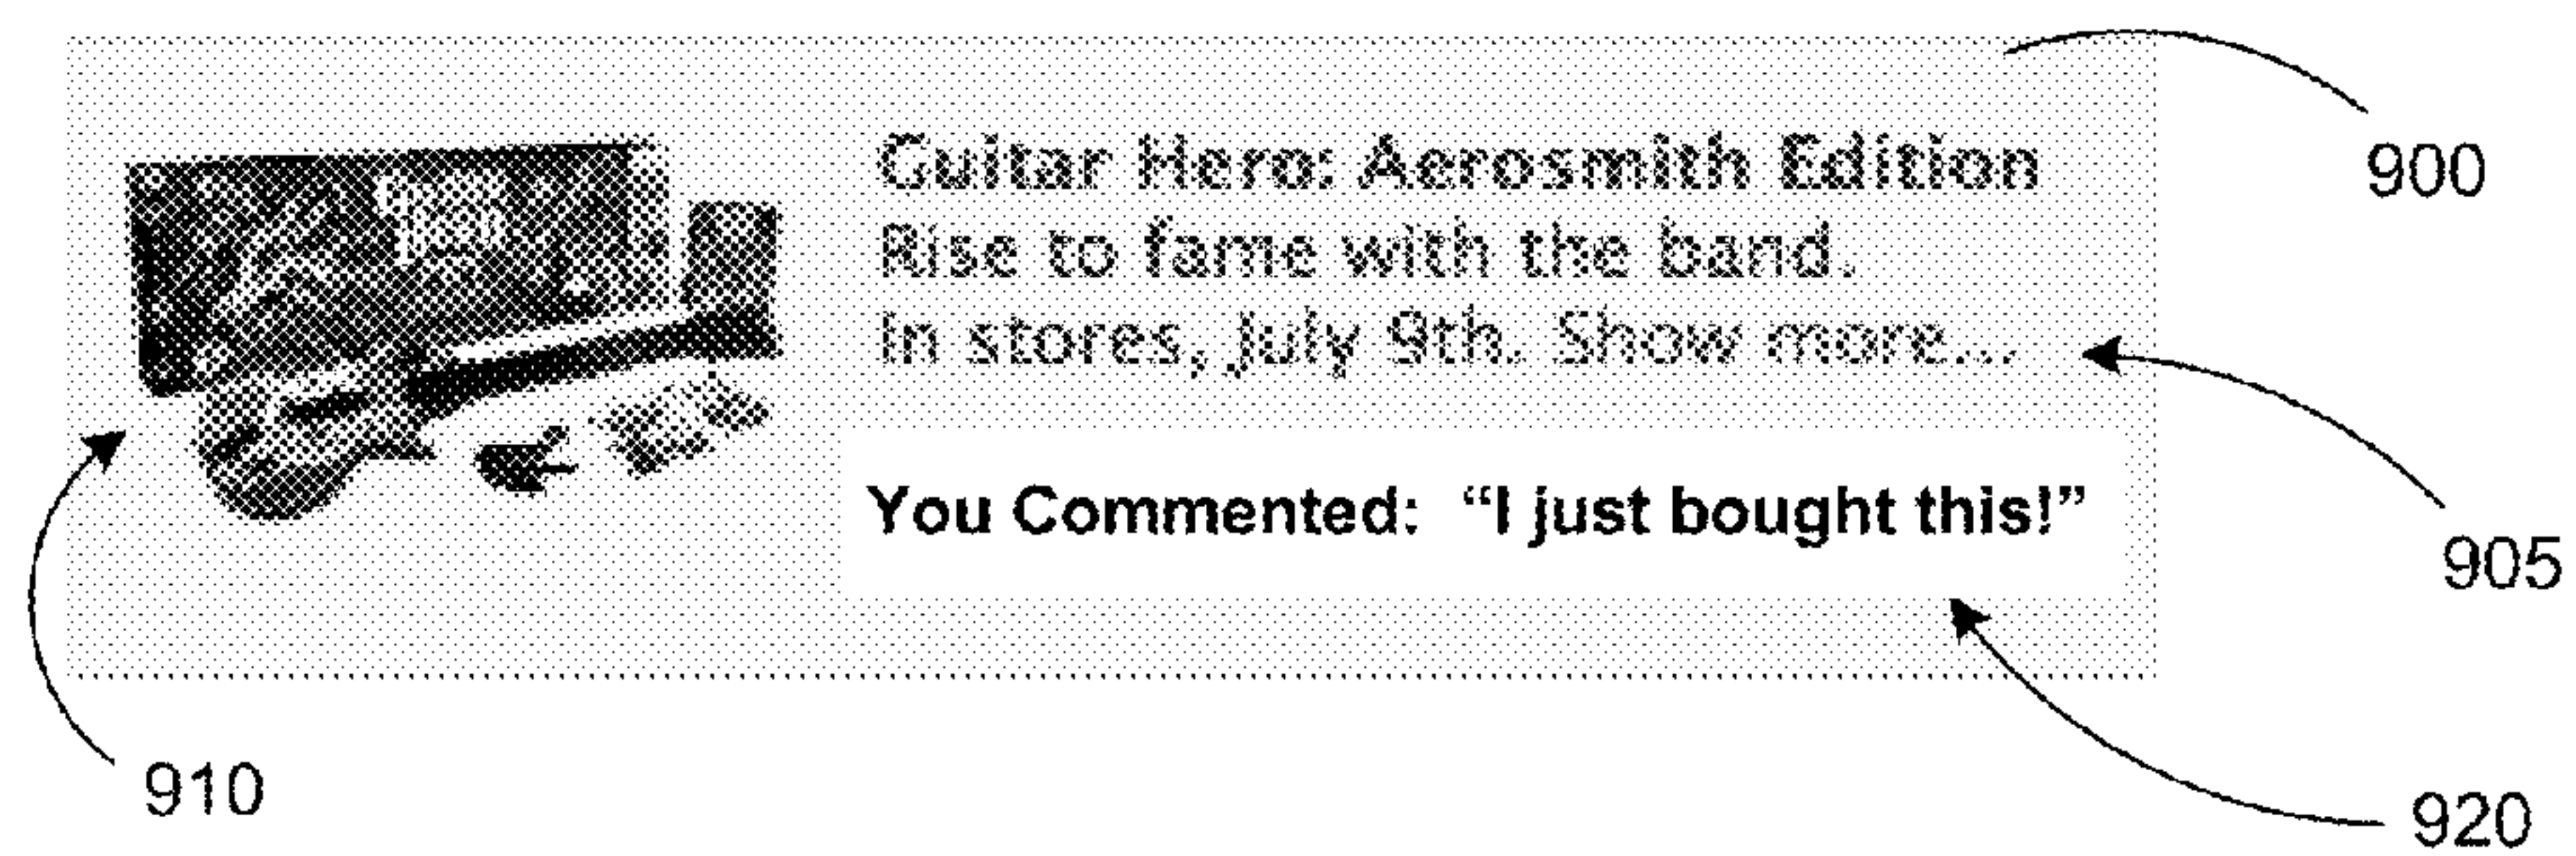 Guitar Hero: Aerosmith Edition
900
Rise to fame with the band.
In stores, July 9th. Show more...
905
You Commented: “I just bought this!”
910
920